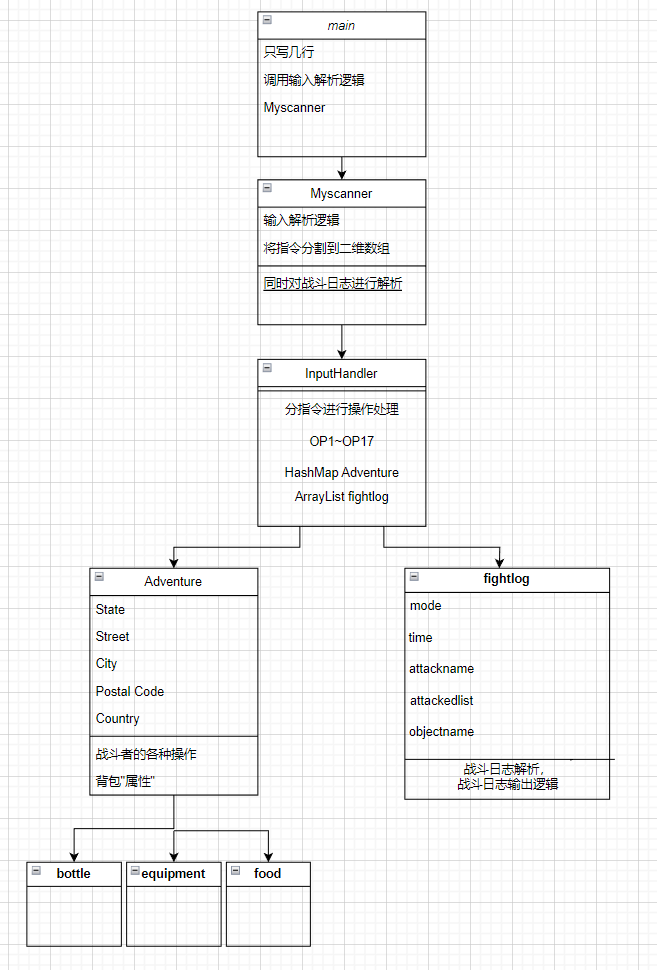 main
只写几行
调用输入解析逻辑
Myscanner
Myscanner
输入解析逻辑
将指令分割到二维数组
同时对战斗日志进行解析
InputHandler
分指令进行操作处理
OP1~OP17
HashMap Adventure
ArrayList fightlog
Adventure
State
Street
City
Postal Code
Country
战斗者的各种操作
背包"属性"
fightlog
mode
time
attackname
attackedlist
objectname
战斗日志解析，
战斗日志输出逻辑
bottle
equipment
food